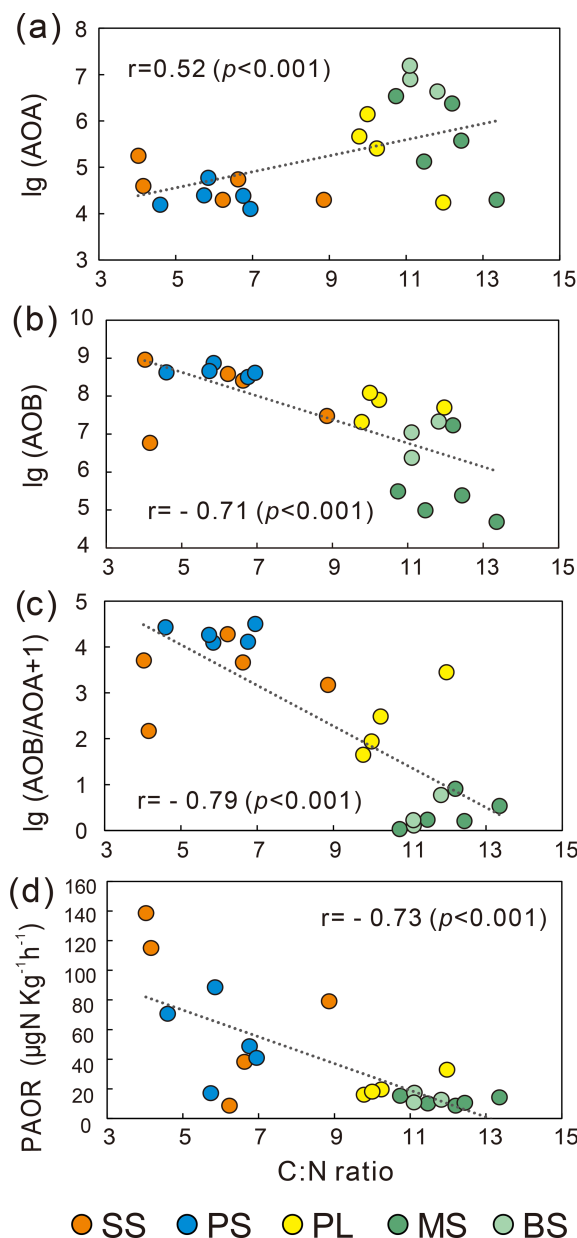 (a)
r=0.52 (p<0.001)
lg (AOA)
8
7
6
5
4
3
3 5 7 9 11 13 15
(b)
r= - 0.71 (p<0.001)
lg (AOB)
10
9
8
7
6
5
4
3 5 7 9 11 13 15
(c)
r= - 0.79 (p<0.001)
lg (AOB/AOA+1)
5
4
3
2
1
0
3 5 7 9 11 13 15
(d)
r= - 0.73 (p<0.001)
PAOR (µgN Kg⁻¹h⁻¹)
160
140
120
100
80
60
40
20
0
3 5 7 9 11 13 15
C:N ratio
SS PS PL MS BS